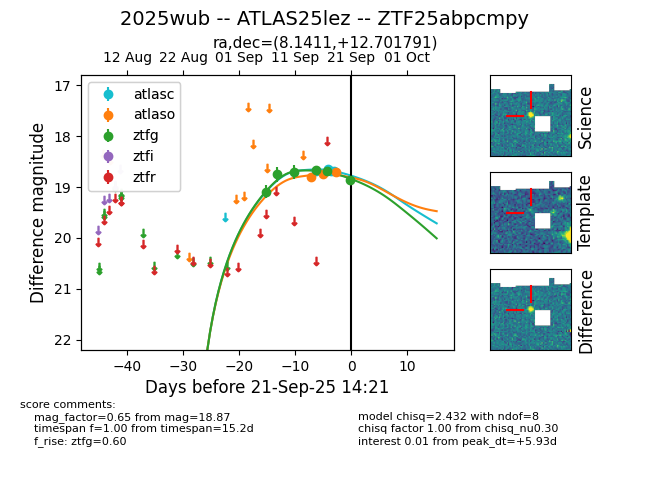 2025wub -- ATLAS25lez -- ZTF25abpcmpy
ra,dec=(8.1411,+12.701791)
12 Aug 22 Aug 01 Sep 11 Sep 21 Sep 01 Oct
17
18
19
20
21
22
Difference magnitude
atlasc
atlaso
ztfg
ztfi
ztfr
−40 −30 −20 −10 0 10
Days before 21-Sep-25 14:21
Science
Template
Difference
score comments:
mag_factor=0.65 from mag=18.87
timespan f=1.00 from timespan=15.2d
f_rise: ztfg=0.60
model chisq=2.432 with ndof=8
chisq factor 1.00 from chisq_nu0.30
interest 0.01 from peak_dt=+5.93d